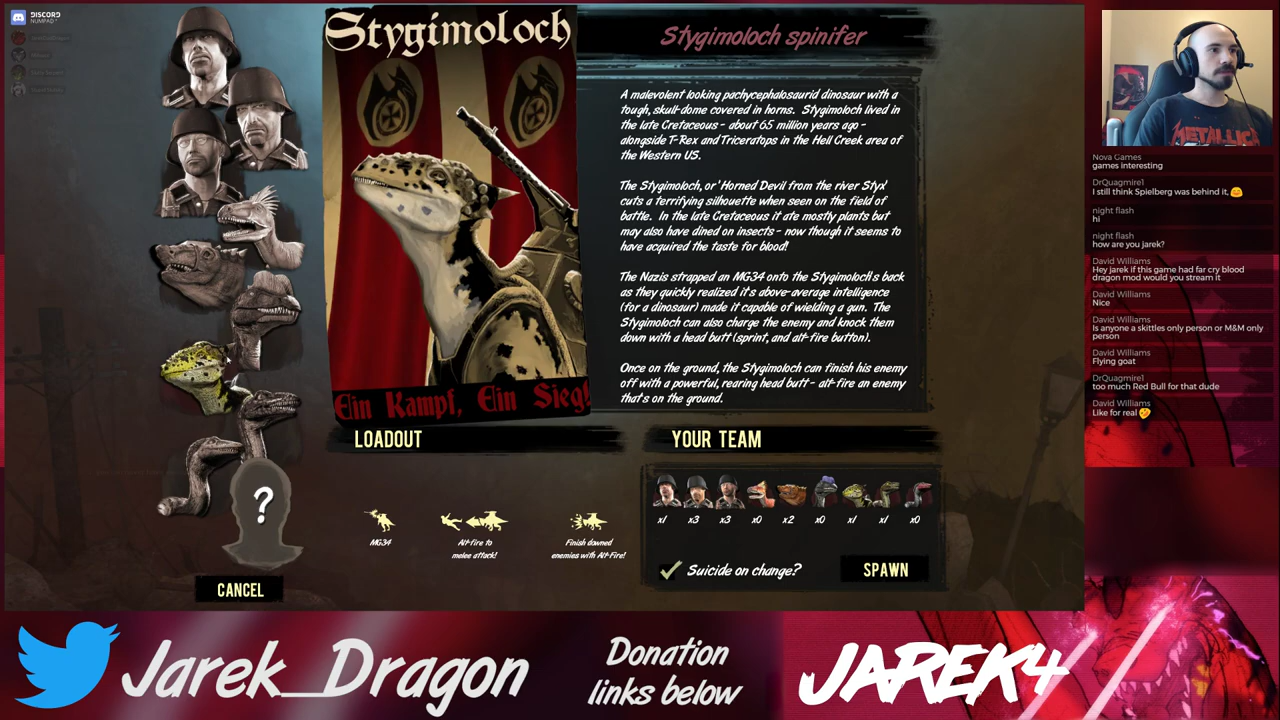 DISCORD
NUMPAD *
Stygimoloch
Ein Kampf, Ein Sieg!
Stygimoloch spinifer
A malevolent looking pachycephalosaurid dinosaur with a
tough, skull-dome covered in horns. Stygimoloch lived in
the late Cretaceous - about 65 million years ago -
alongside T-Rex and Triceratops in the Hell Creek area of
the Western US.
The Stygimoloch, or 'Horned Devil from the river Styx'
cuts a terrifying silhouette when seen on the field of
battle. In the late Cretaceous it ate mostly plants but
may also have dined on insects - now though it seems to
have acquired the taste for blood!
The Nazis strapped an MG34 onto the Stygimoloch's back
as they quickly realized it's above-average intelligence
(for a dinosaur) made it capable of wielding a gun. The
Stygimoloch can also charge the enemy and knock them
down with a head butt (sprint, and alt-fire button).
Once on the ground, the Stygimoloch can finish his enemy
off with a powerful, rearing head butt - alt-fire an enemy
that's on the ground.
LOADOUT
MG34
Alt-fire to
melee attack!
Finish downed
enemies with Alt-Fire!
YOUR TEAM
x1 x3 x3 x0 x2 x0 x1 x1 x0
Suicide on change?
SPAWN
?
CANCEL
METALLICA
Nova Games
games interesting
DrQuagmire1
I still think Spielberg was behind it,
night flash
hi
night flash
how are you jarek?
David Williams
Hey jarek if this game had far cry blood
dragon mod would you stream it
David Williams
Nice
David Williams
Is anyone a skittles only person or M&M only
person
David Williams
Flying goat
DrQuagmire1
too much Red Bull for that dude
David Williams
Like for real
Jarek_Dragon
Donation
links below
JAREK4